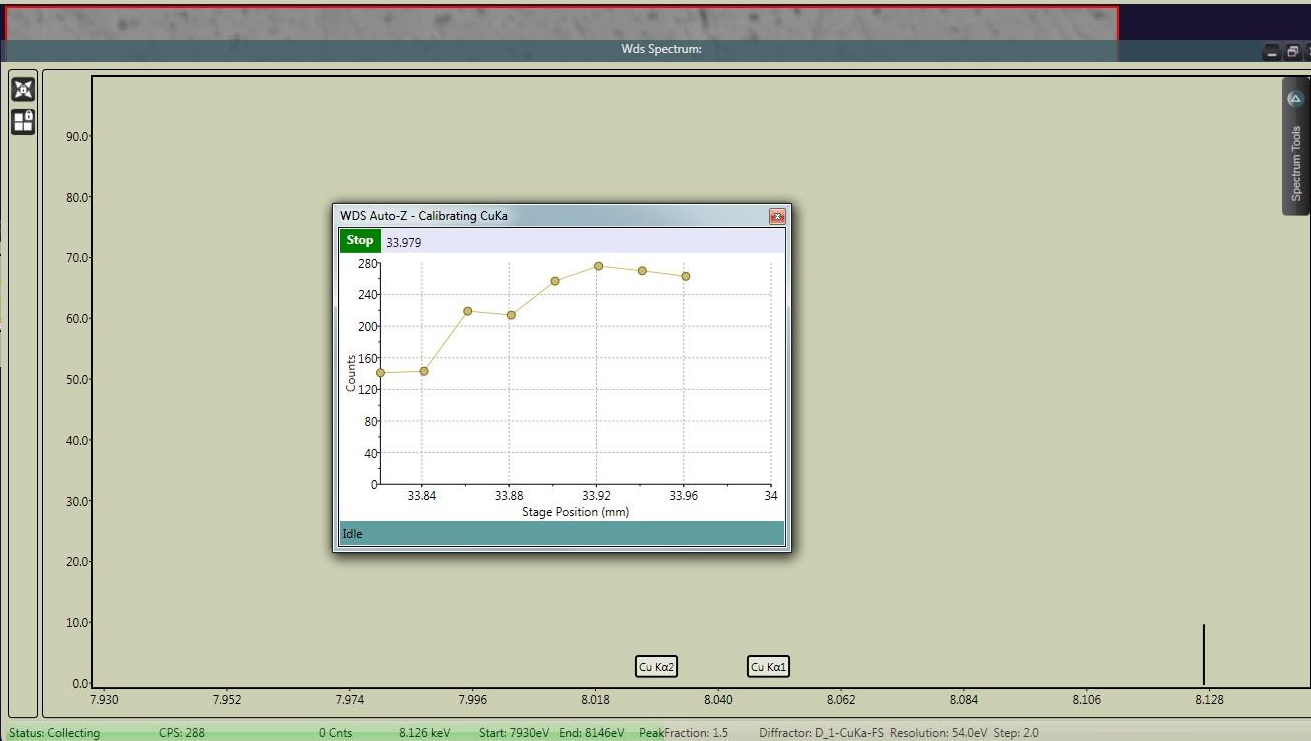 Wds Spectrum:
90.0
80.0
70.0
60.0
50.0
40.0
30.0
20.0
10.0
0.0
WDS Auto-Z - Calibrating CuKa
Stop 33.979
280
240
200
160
120
80
40
0
Counts
33.84 33.88 33.92 33.96 34
Stage Position (mm)
Idle
Spectrum Tools
Cu Kα2 Cu Kα1
7.930 7.952 7.974 7.996 8.018 8.040 8.062 8.084 8.106 8.128
Status: Collecting CPS: 288 0 Cnts 8.126 keV Start: 7930eV End: 8146eV PeakFraction: 1.5 Diffractor: D_1-CuKa-FS Resolution: 54.0eV Step: 2.0